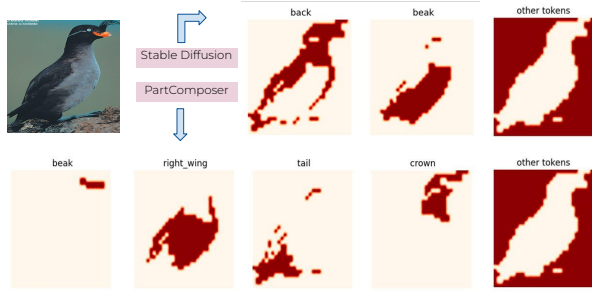 back
beak
other tokens
Stable Diffusion
PartComposer
beak
right_wing
tail
crown
other tokens